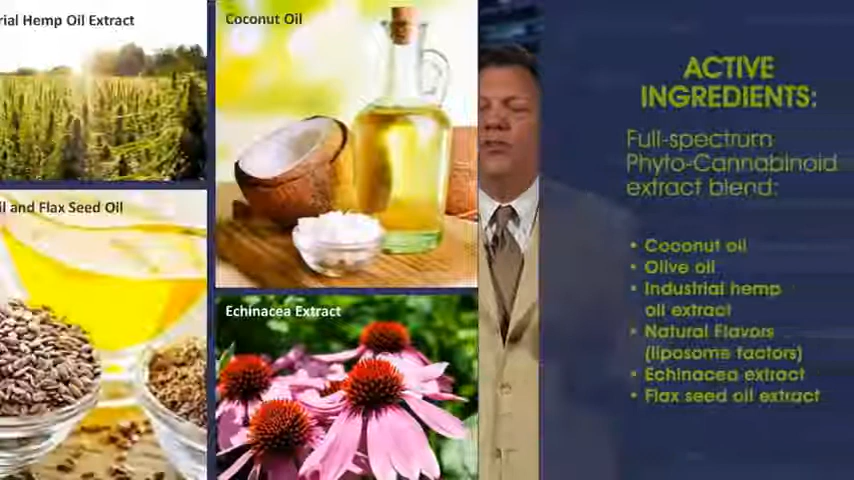 rial Hemp Oil Extract
Coconut Oil
il and Flax Seed Oil
Echinacea Extract
ACTIVE
INGREDIENTS:
Full-spectrum
Phyto-Cannabinoid
extract blend:
• Coconut oil
• Olive oil
• Industrial hemp
oil extract
• Natural Flavors
(liposome factors)
• Echinacea extract
• Flax seed oil extract